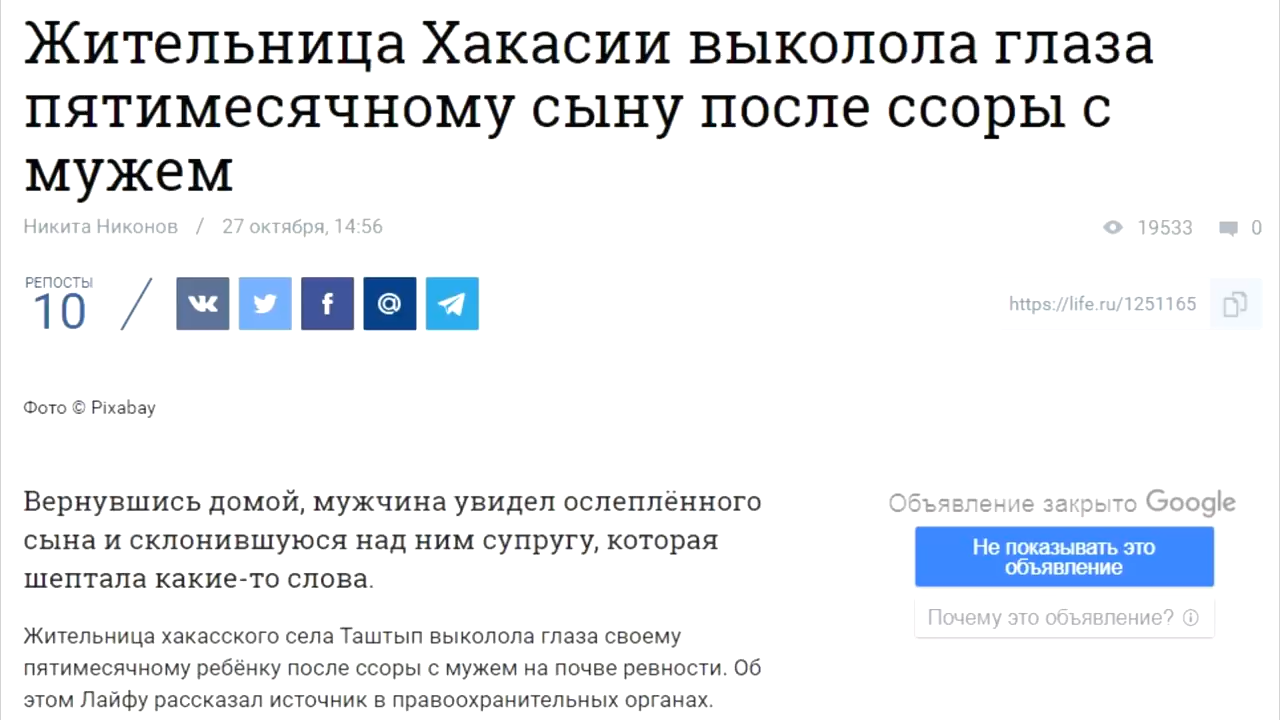 Жительница Хакасии выколола глаза
пятимесячному сыну после ссоры с
мужем
Никита Никонов / 27 октября, 14:56
19533
0
РЕПОСТЫ
10
https://life.ru/1251165
Фото © Pixabay
Вернувшись домой, мужчина увидел ослеплённого
сына и склонившуюся над ним супругу, которая
шептала какие-то слова.
Объявление закрыто Google
Не показывать это
объявление
Почему это объявление?
Жительница хакасского села Таштып выколола глаза своему
пятимесячному ребёнку после ссоры с мужем на почве ревности. Об
этом Лайфу рассказал источник в правоохранительных органах.